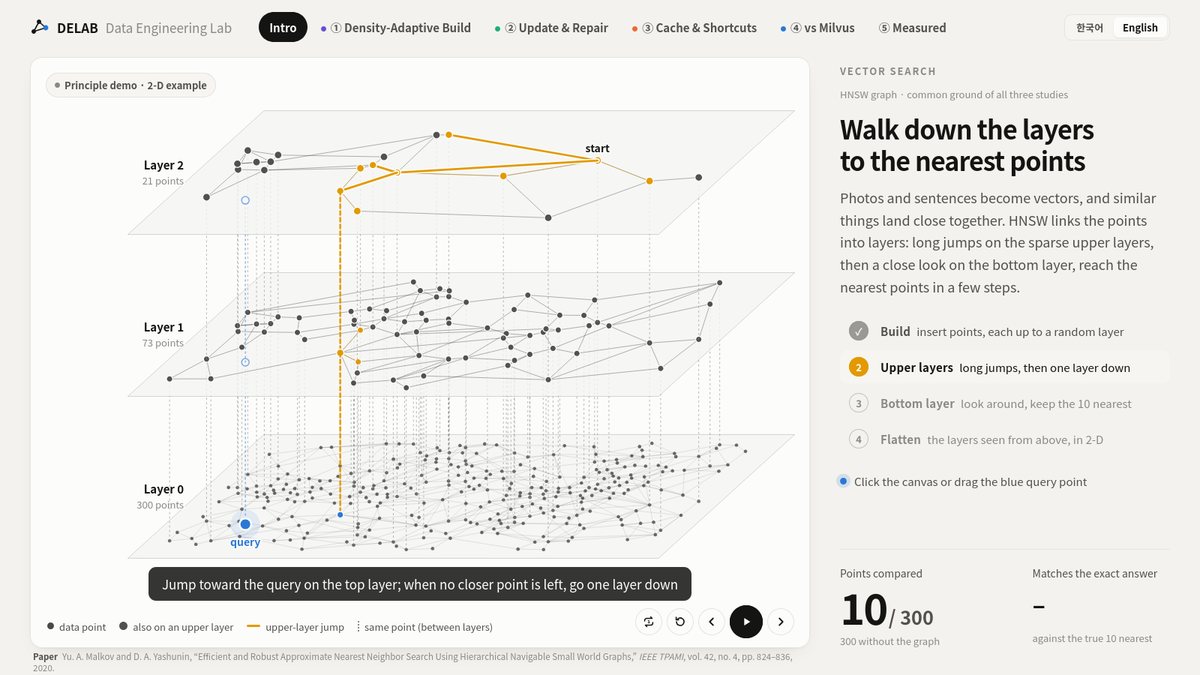 DELAB Data Engineering Lab
Intro
① Density-Adaptive Build
② Update & Repair
③ Cache & Shortcuts
④ vs Milvus
⑤ Measured
한국어
English
Principle demo · 2-D example
start
Layer 2
21 points
Layer 1
73 points
Layer 0
300 points
query
Jump toward the query on the top layer; when no closer point is left, go one layer down
data point
also on an upper layer
upper-layer jump
same point (between layers)
Paper Yu. A. Malkov and D. A. Yashunin, “Efficient and Robust Approximate Nearest Neighbor Search Using Hierarchical Navigable Small World Graphs,” IEEE TPAMI, vol. 42, no. 4, pp. 824–836,
2020.
VECTOR SEARCH
HNSW graph · common ground of all three studies
Walk down the layers
to the nearest points
Photos and sentences become vectors, and similar
things land close together. HNSW links the points
into layers: long jumps on the sparse upper layers,
then a close look on the bottom layer, reach the
nearest points in a few steps.
✓ Build insert points, each up to a random layer
2 Upper layers long jumps, then one layer down
3 Bottom layer look around, keep the 10 nearest
4 Flatten the layers seen from above, in 2-D
Click the canvas or drag the blue query point
Points compared
10 / 300
300 without the graph
Matches the exact answer
–
against the true 10 nearest